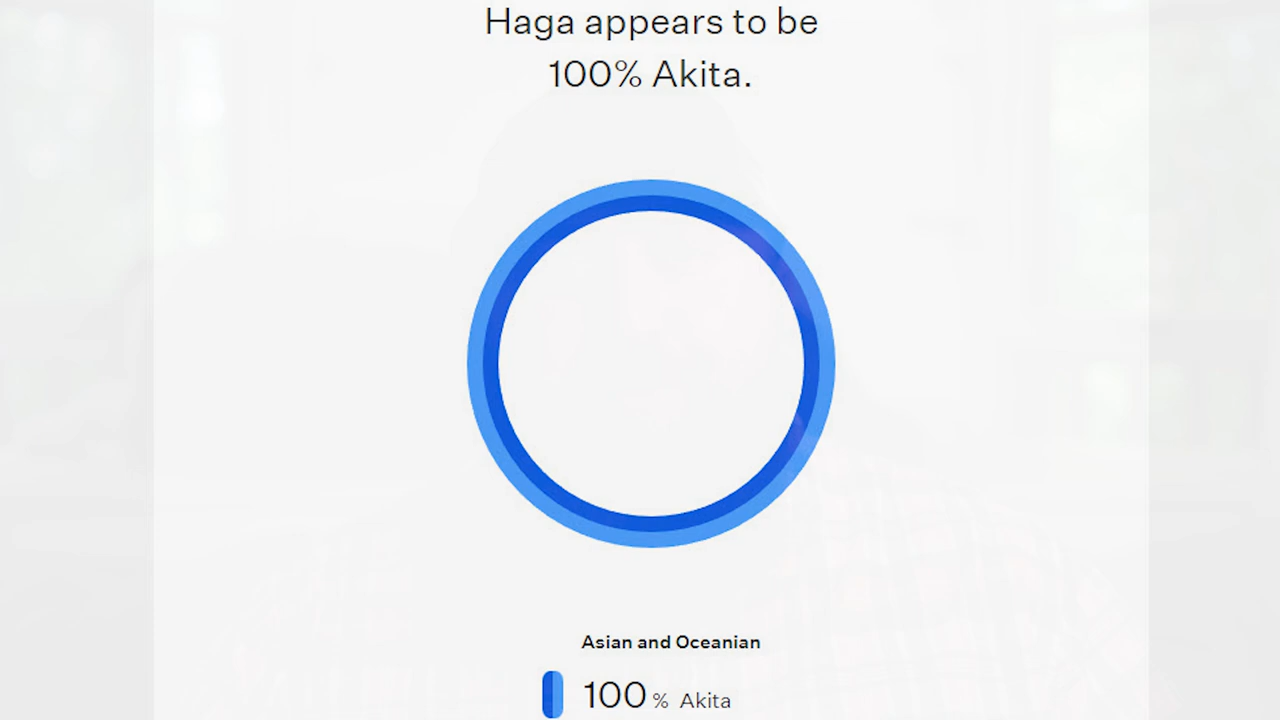 Haga appears to be
100% Akita.
Asian and Oceanian
100 % Akita